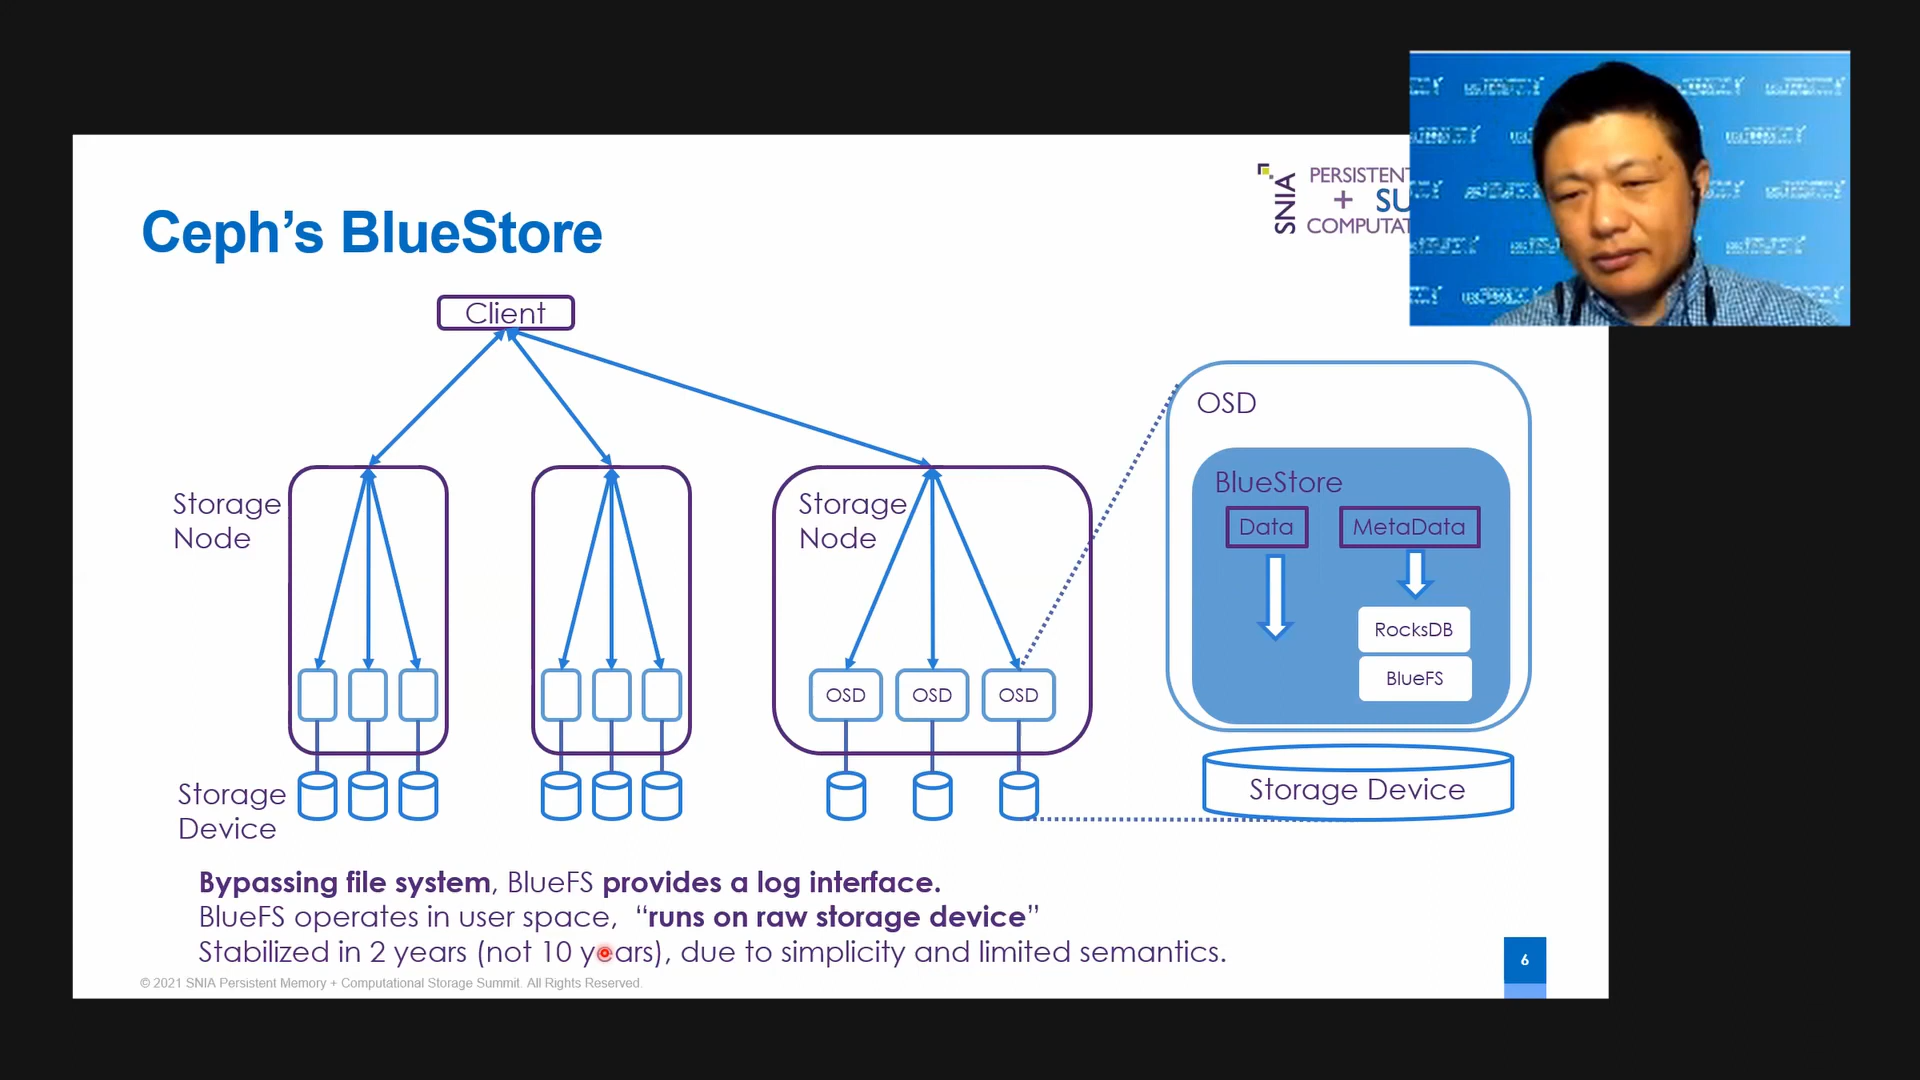 SNIA
PERSISTENT
+ SU
COMPUTAT
Ceph’s BlueStore
Client
Storage
Node
Storage
Node
OSD
OSD
OSD
Storage
Device
OSD
BlueStore
Data
MetaData
RocksDB
BlueFS
Storage Device
Bypassing file system, BlueFS provides a log interface.
BlueFS operates in user space, “runs on raw storage device”
Stabilized in 2 years (not 10 years), due to simplicity and limited semantics.
© 2021 SNIA Persistent Memory + Computational Storage Summit. All Rights Reserved.
6